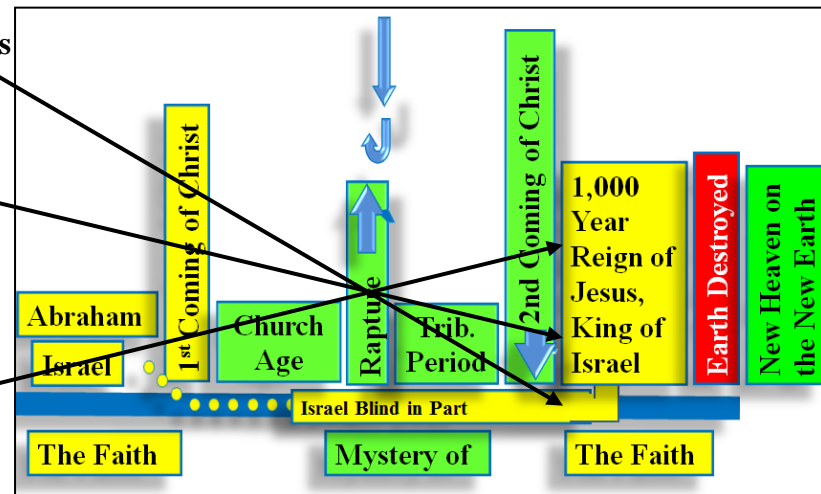 s
1st Coming of Christ
2nd Coming of Christ
1,000
Year
Reign of
Jesus,
King of
Israel
Earth Destroyed
New Heaven on
the New Earth
Abraham
Israel
Church
Age
Rapture
Trib.
Period
Israel Blind in Part
The Faith
Mystery of
The Faith